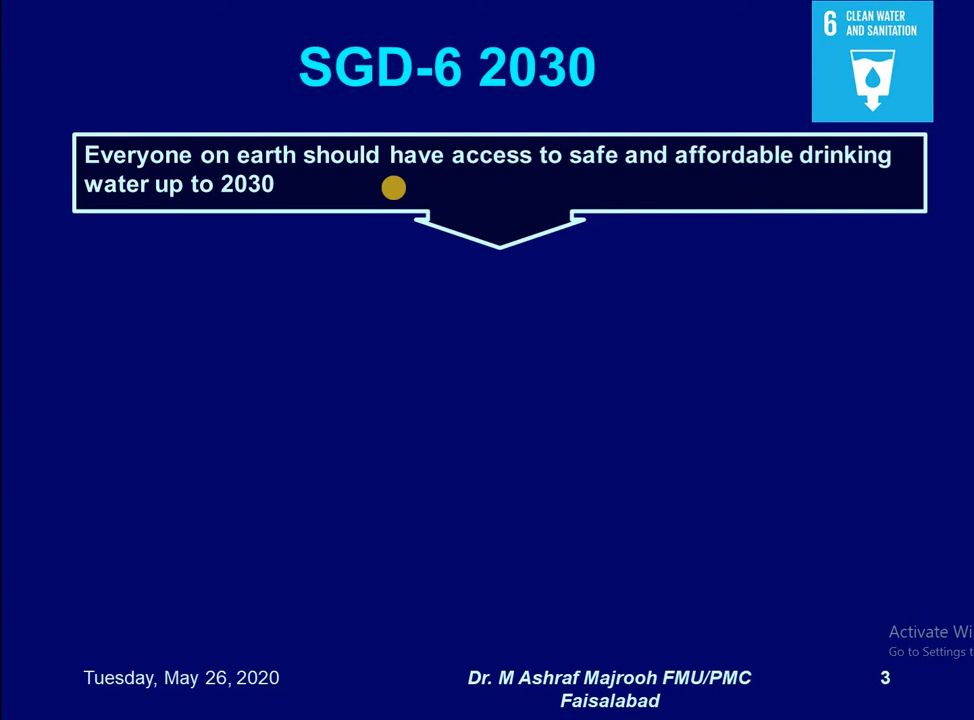 SGD-6 2030
6 CLEAN WATER
AND SANITATION
Everyone on earth should have access to safe and affordable drinking
water up to 2030
Activate Wi
Go to Settings t
Tuesday, May 26, 2020
Dr. M Ashraf Majrooh FMU/PMC
Faisalabad
3